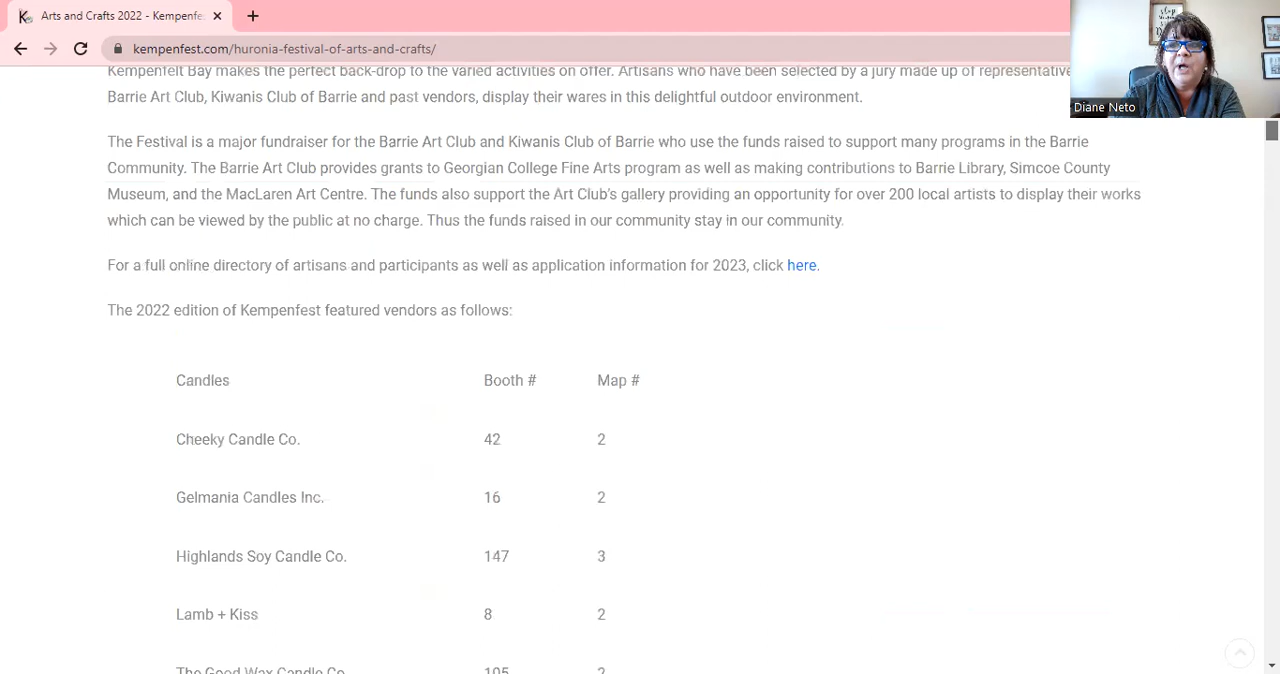 Arts and Crafts 2022 - Kempenfe
kempenfest.com/huronia-festival-of-arts-and-crafts/
Diane Neto
Kempenfelt Bay makes the perfect back-drop to the varied activities on offer. Artisans who have been selected by a jury made up of representative
Barrie Art Club, Kiwanis Club of Barrie and past vendors, display their wares in this delightful outdoor environment.
The Festival is a major fundraiser for the Barrie Art Club and Kiwanis Club of Barrie who use the funds raised to support many programs in the Barrie
Community. The Barrie Art Club provides grants to Georgian College Fine Arts program as well as making contributions to Barrie Library, Simcoe County
Museum, and the MacLaren Art Centre. The funds also support the Art Club's gallery providing an opportunity for over 200 local artists to display their works
which can be viewed by the public at no charge. Thus the funds raised in our community stay in our community.
For a full online directory of artisans and participants as well as application information for 2023, click here.
The 2022 edition of Kempenfest featured vendors as follows:
Candles Booth # Map #
Cheeky Candle Co. 42 2
Gelmania Candles Inc. 16 2
Highlands Soy Candle Co. 147 3
Lamb + Kiss 8 2
The Good Wax Candle Co. 105 2